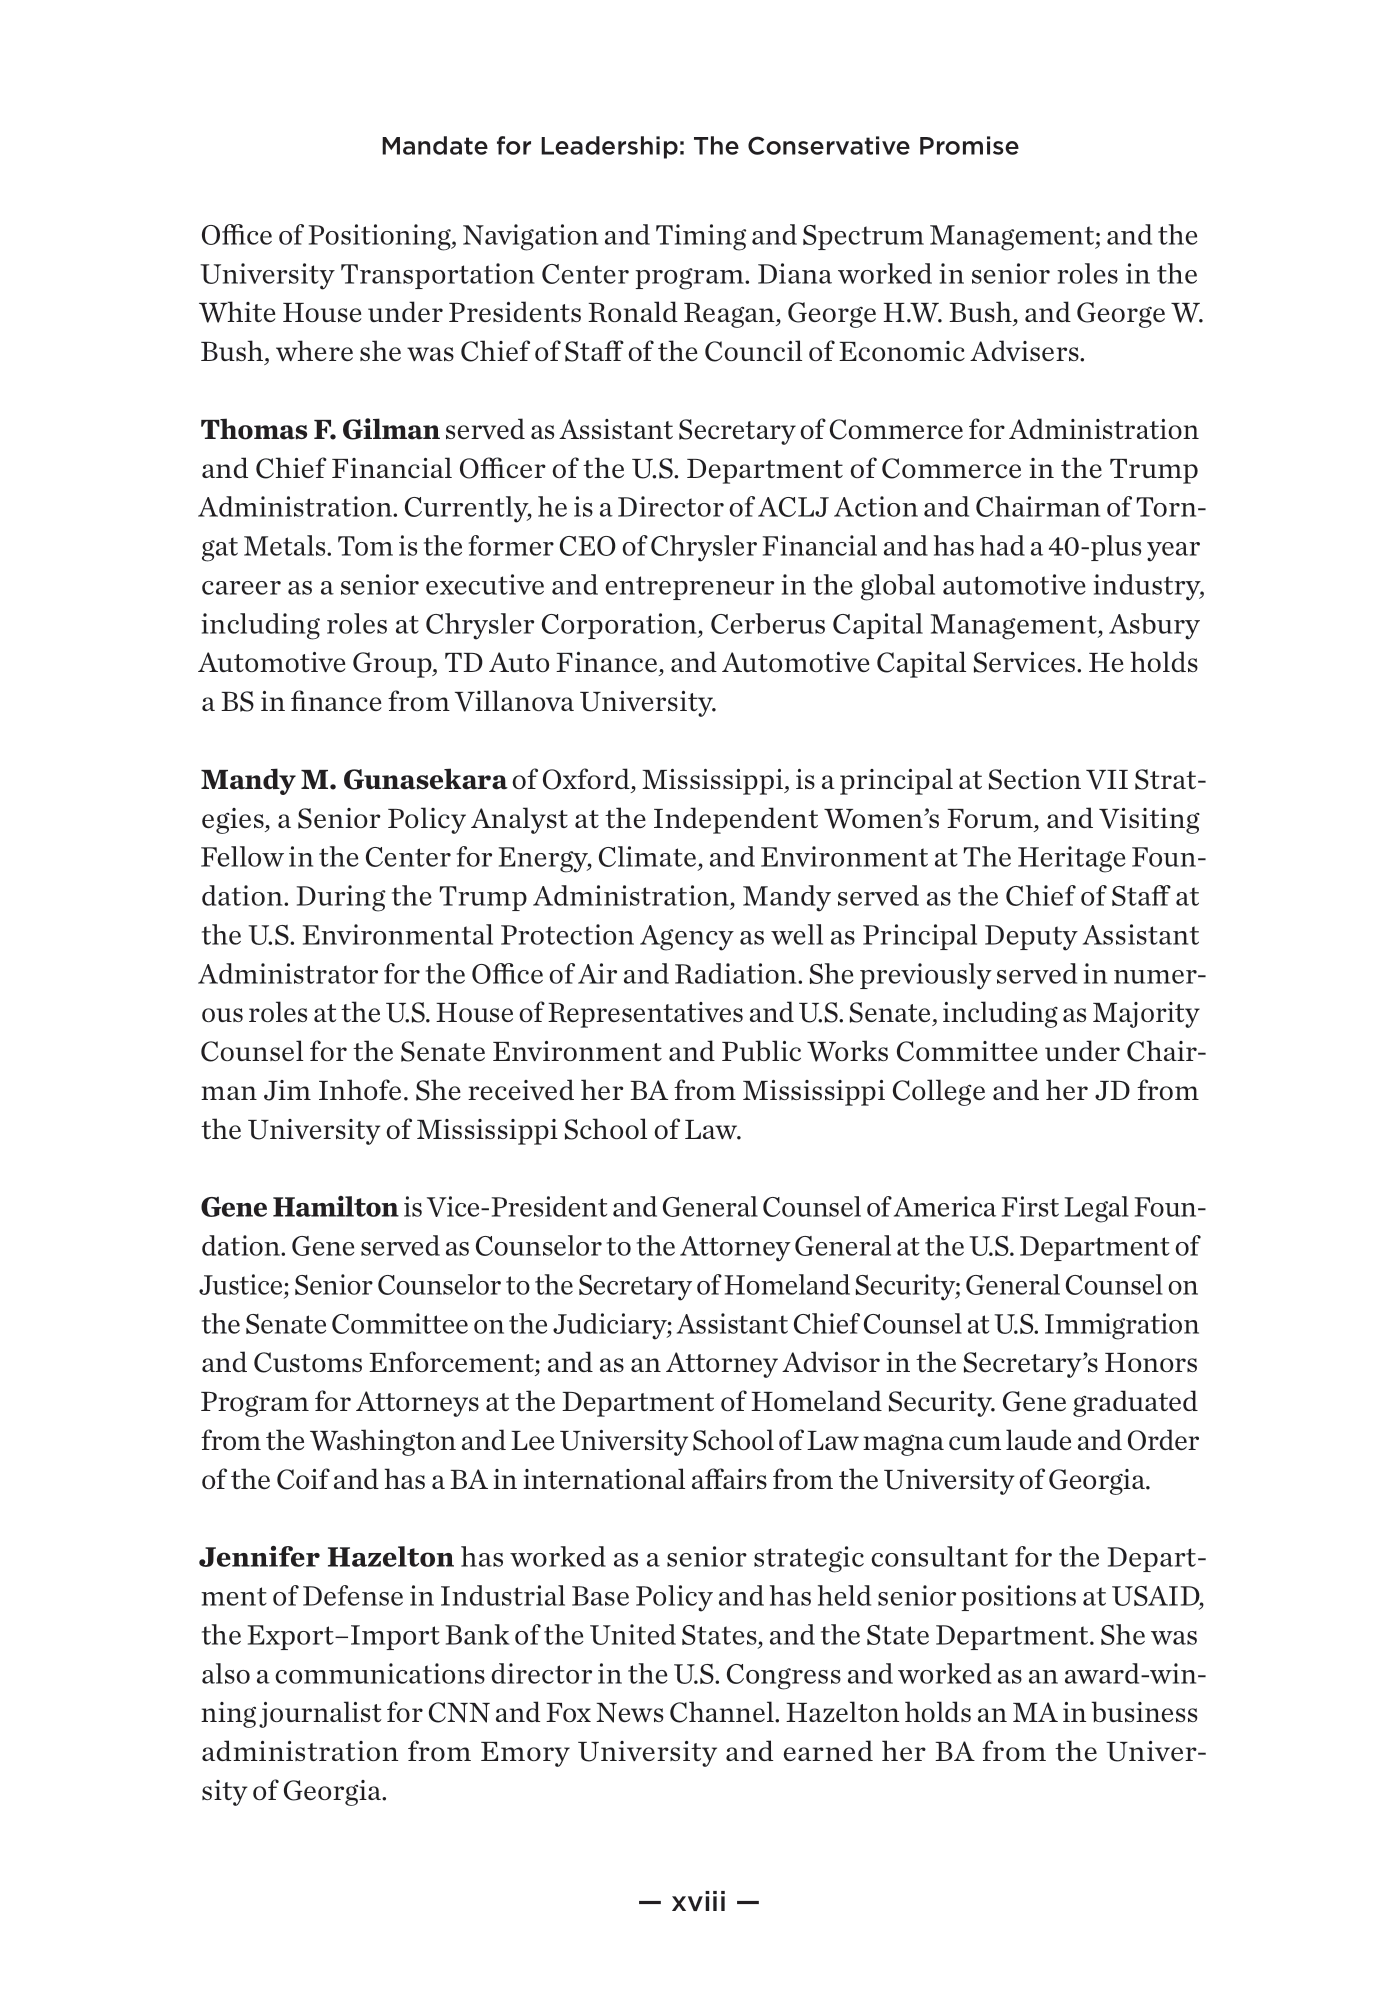 Mandate for Leadership: The Conservative Promise
Office of Positioning, Navigation and Timing and Spectrum Management; and the
University Transportation Center program. Diana worked in senior roles in the
White House under Presidents Ronald Reagan, George H.W. Bush, and George W.
Bush, where she was Chief of Staff of the Council of Economic Advisers.
Thomas F. Gilman served as Assistant Secretary of Commerce for Administration
and Chief Financial Officer of the U.S. Department of Commerce in the Trump
Administration. Currently, he is a Director of ACLJ Action and Chairman of Torn-
gat Metals. Tom is the former CEO of Chrysler Financial and has had a 40-plus year
career as a senior executive and entrepreneur in the global automotive industry,
including roles at Chrysler Corporation, Cerberus Capital Management, Asbury
Automotive Group, TD Auto Finance, and Automotive Capital Services. He holds
a BS in finance from Villanova University.
Mandy M. Gunasekara of Oxford, Mississippi, is a principal at Section VII Strat-
egies, a Senior Policy Analyst at the Independent Women’s Forum, and Visiting
Fellow in the Center for Energy, Climate, and Environment at The Heritage Foun-
dation. During the Trump Administration, Mandy served as the Chief of Staff at
the U.S. Environmental Protection Agency as well as Principal Deputy Assistant
Administrator for the Office of Air and Radiation. She previously served in numer-
ous roles at the U.S. House of Representatives and U.S. Senate, including as Majority
Counsel for the Senate Environment and Public Works Committee under Chair-
man Jim Inhofe. She received her BA from Mississippi College and her JD from
the University of Mississippi School of Law.
Gene Hamilton is Vice-President and General Counsel of America First Legal Foun-
dation. Gene served as Counselor to the Attorney General at the U.S. Department of
Justice; Senior Counselor to the Secretary of Homeland Security; General Counsel on
the Senate Committee on the Judiciary; Assistant Chief Counsel at U.S. Immigration
and Customs Enforcement; and as an Attorney Advisor in the Secretary’s Honors
Program for Attorneys at the Department of Homeland Security. Gene graduated
from the Washington and Lee University School of Law magna cum laude and Order
of the Coif and has a BA in international affairs from the University of Georgia.
Jennifer Hazelton has worked as a senior strategic consultant for the Depart-
ment of Defense in Industrial Base Policy and has held senior positions at USAID,
the Export–Import Bank of the United States, and the State Department. She was
also a communications director in the U.S. Congress and worked as an award-win-
ning journalist for CNN and Fox News Channel. Hazelton holds an MA in business
administration from Emory University and earned her BA from the Univer-
sity of Georgia.
— xviii —